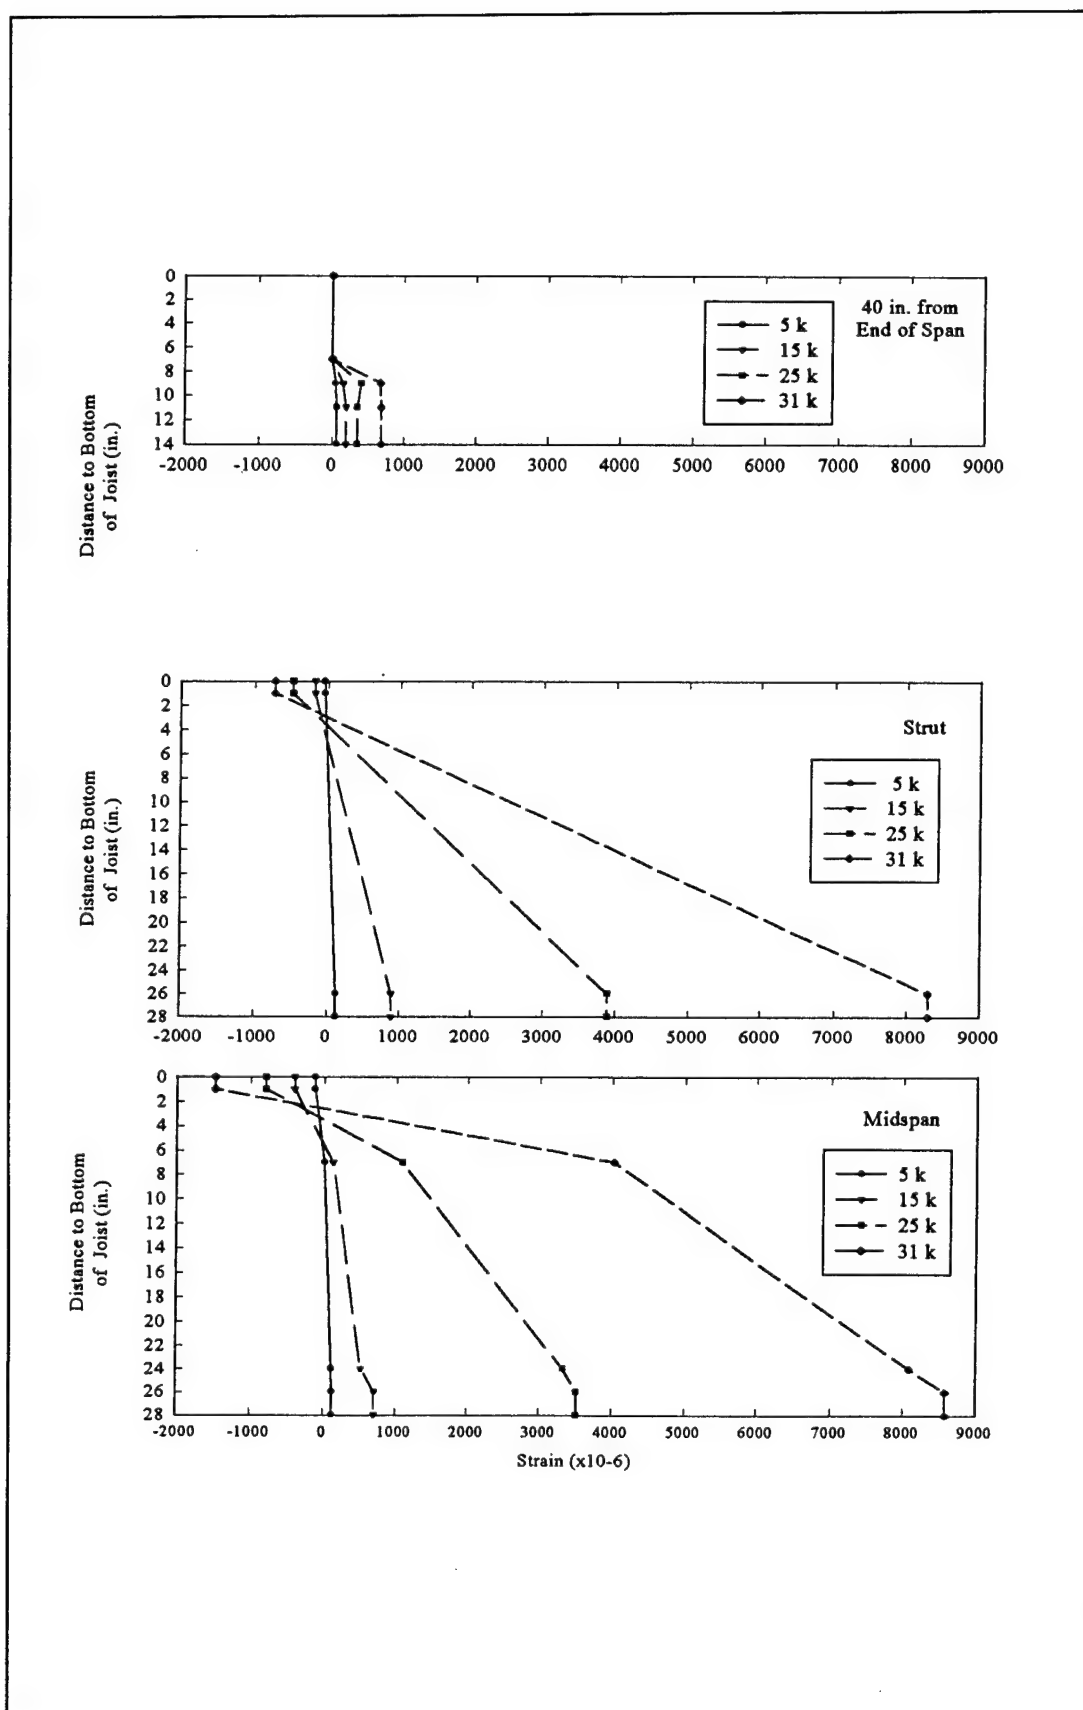 0
2
4
6
8
10
12
14
-2000 -1000 0 1000 2000 3000 4000 5000 6000 7000 8000 9000
Distance to Bottom
of Joist (in.)
40 in. from
End of Span
5 k
15 k
25 k
31 k
0
2
4
6
8
10
12
14
16
18
20
22
24
26
28
-2000 -1000 0 1000 2000 3000 4000 5000 6000 7000 8000 9000
Distance to Bottom
of Joist (in.)
Strut
5 k
15 k
25 k
31 k
0
2
4
6
8
10
12
14
16
18
20
22
24
26
28
-2000 -1000 0 1000 2000 3000 4000 5000 6000 7000 8000 9000
Distance to Bottom
of Joist (in.)
Midspan
5 k
15 k
25 k
31 k
Strain (x10-6)